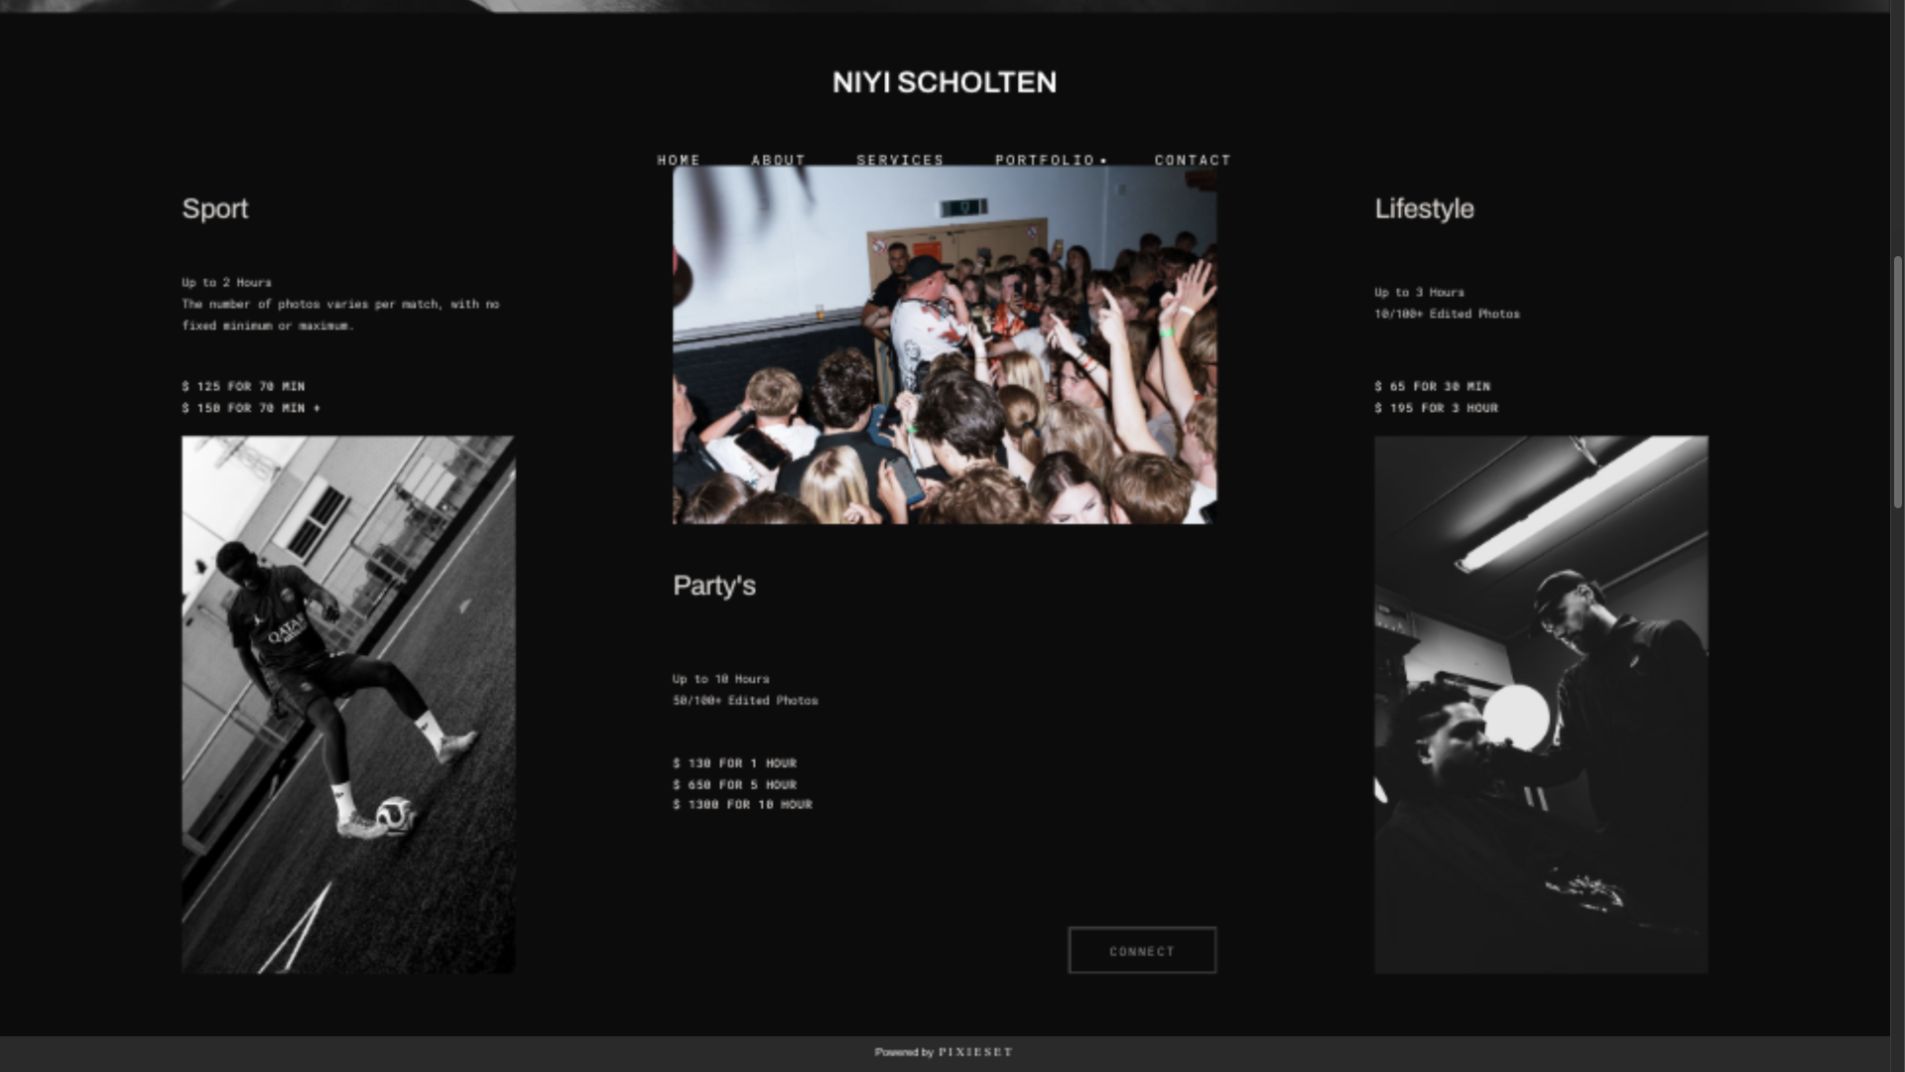 NIYI SCHOLTEN
HOME ABOUT SERVICES PORTFOLIO • CONTACT
Sport
Up to 2 Hours
The number of photos varies per match, with no
fixed minimum or maximum.
$ 125 FOR 70 MIN
$ 150 FOR 70 MIN +
QATAR
Party's
Up to 10 Hours
50/100+ Edited Photos
$ 130 FOR 1 HOUR
$ 650 FOR 5 HOUR
$ 1300 FOR 10 HOUR
CONNECT
Lifestyle
Up to 3 Hours
10/100+ Edited Photos
$ 65 FOR 30 MIN
$ 195 FOR 3 HOUR
Powered by PIXIESET